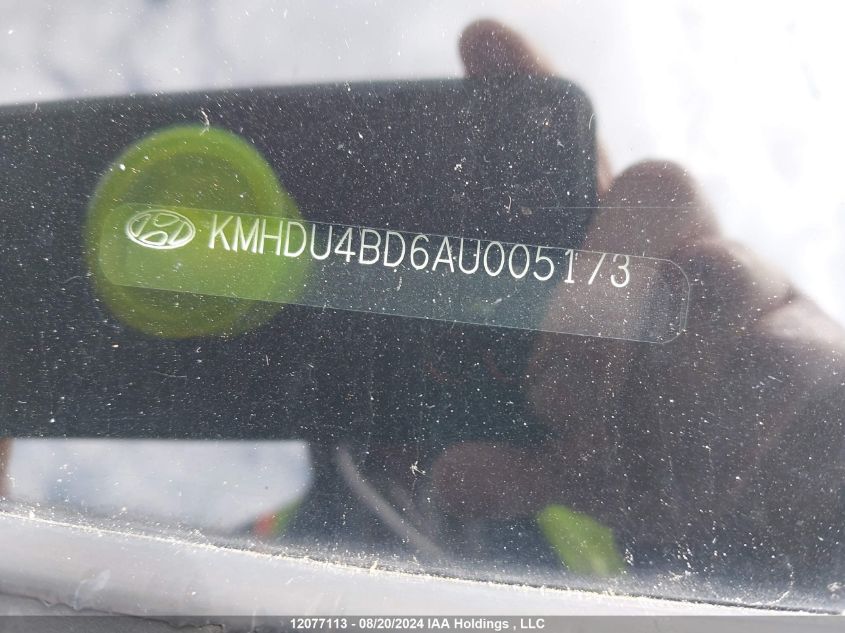 KMHDU4BD6AU005173
12077113 - 08/20/2024 IAA Holdings , LLC